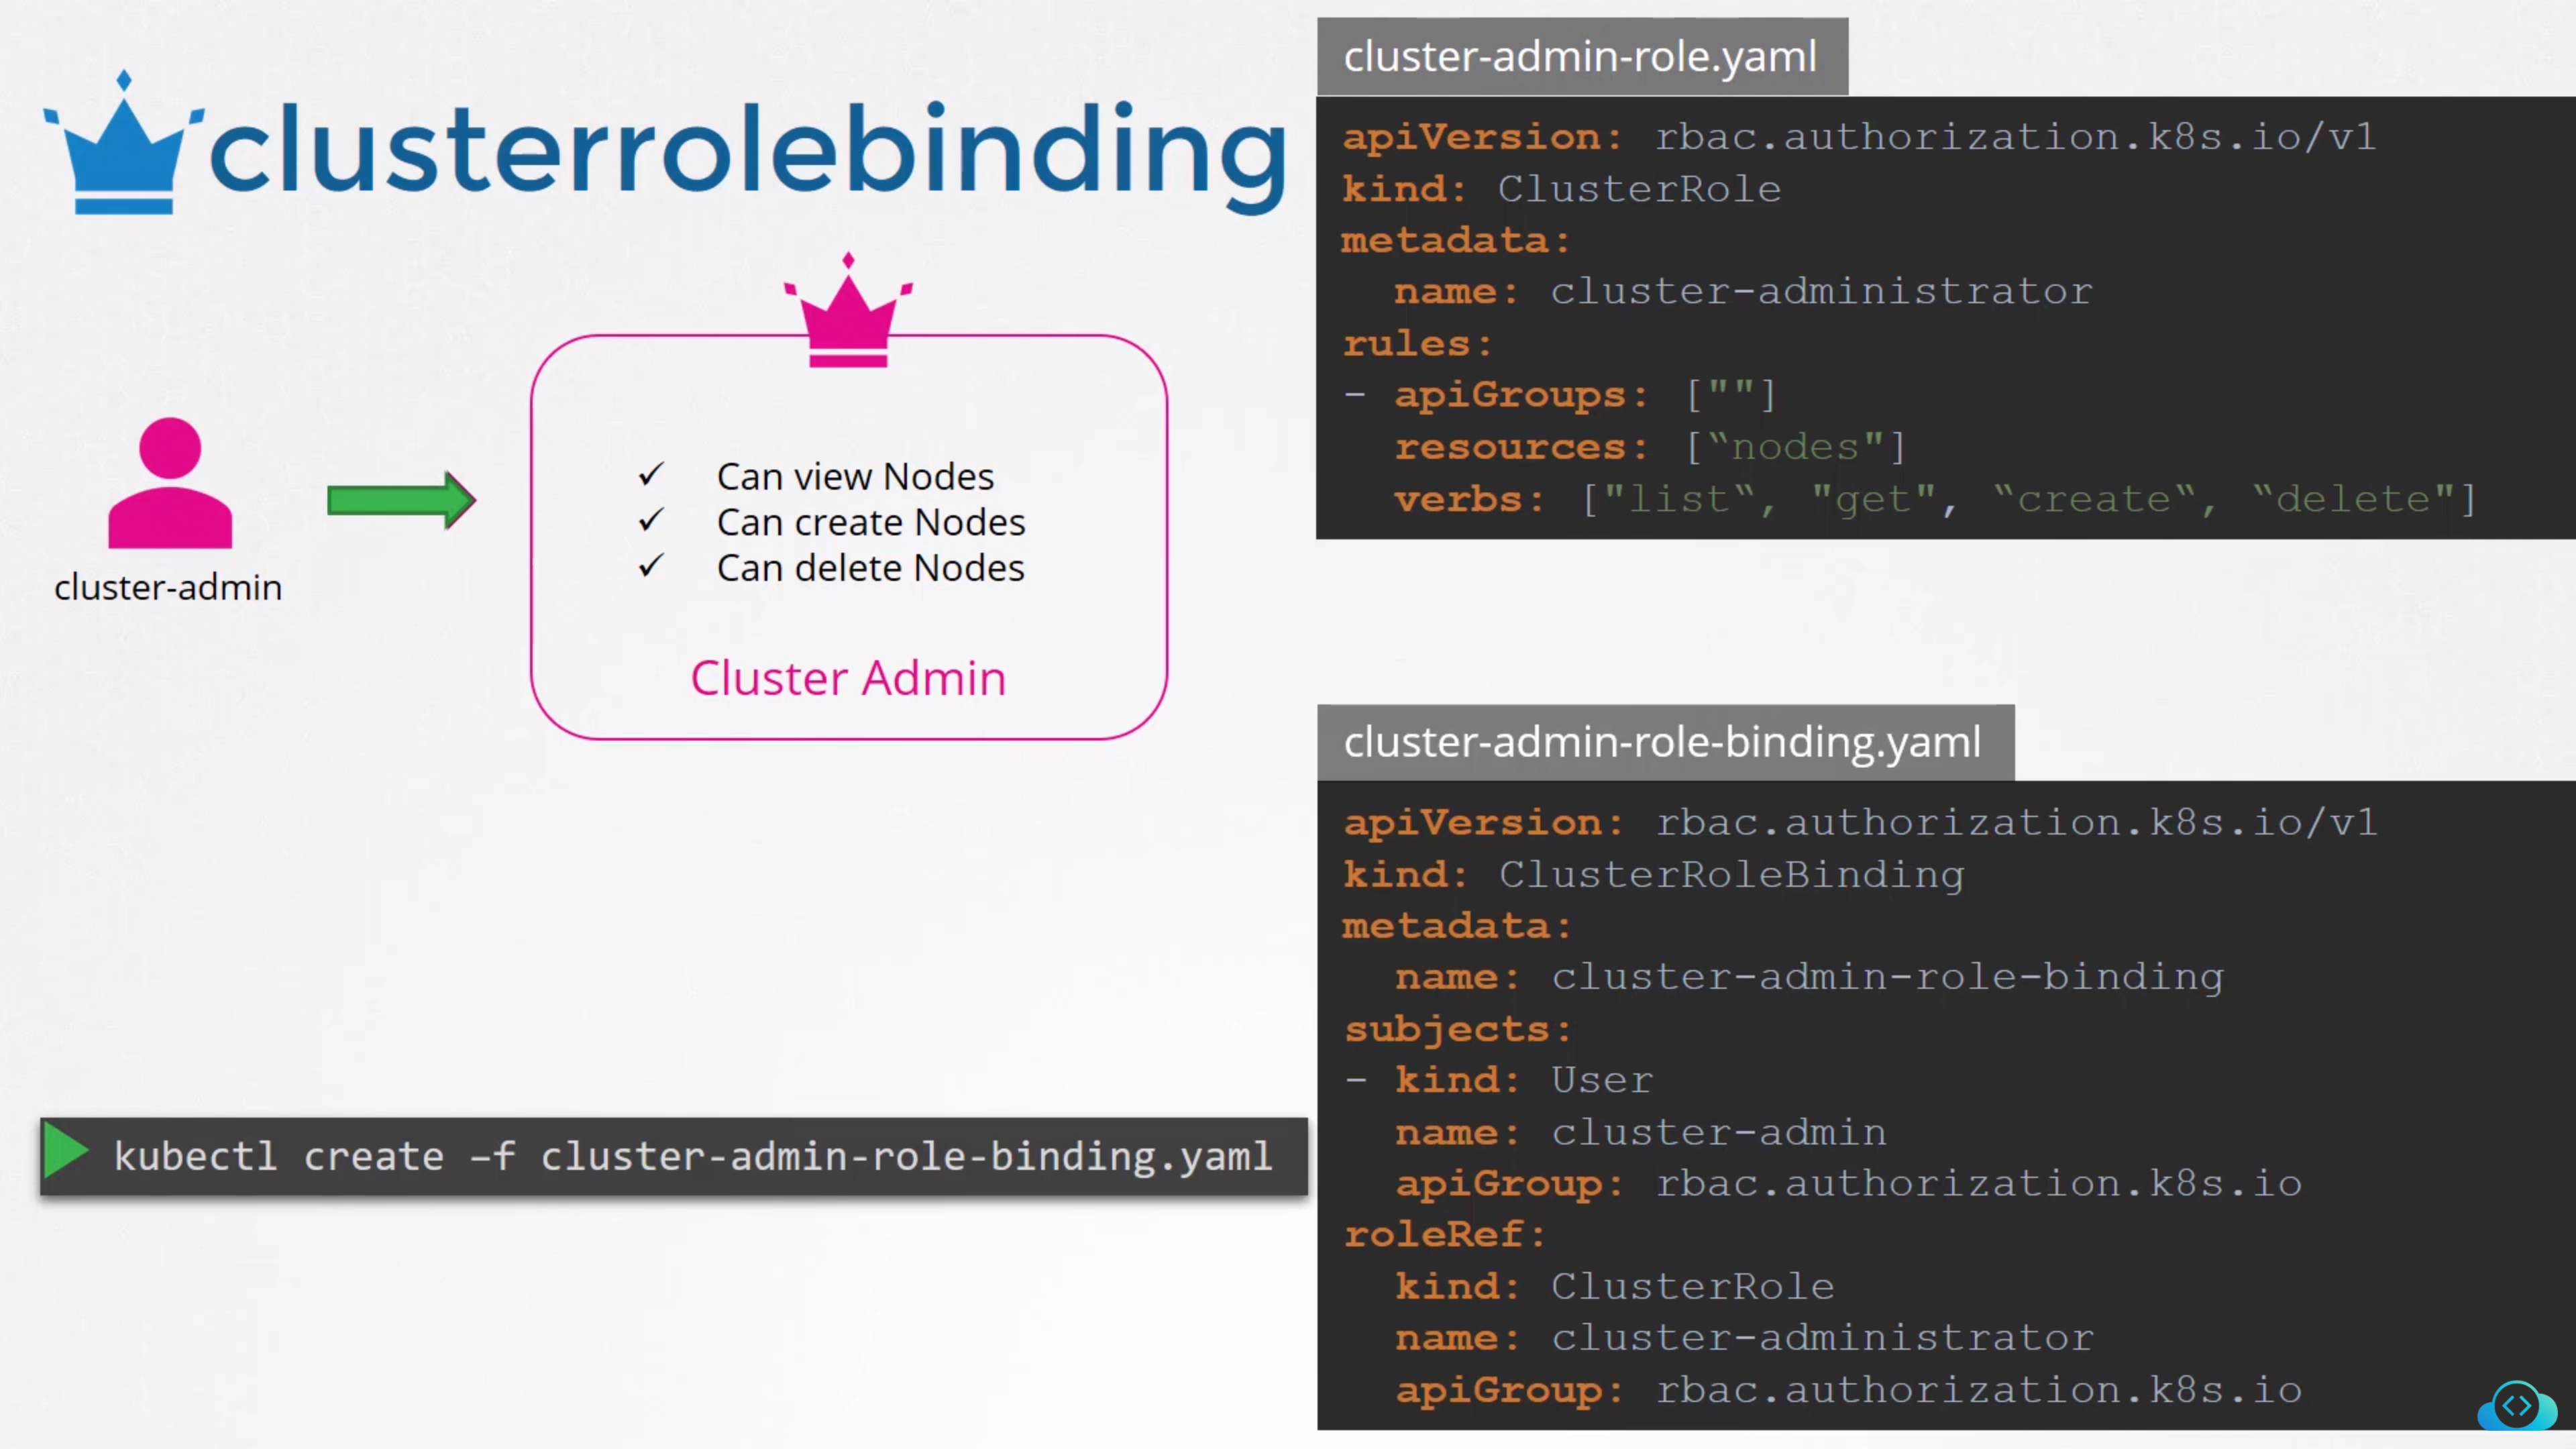 clusterrolebinding
cluster-admin
✓ Can view Nodes
✓ Can create Nodes
✓ Can delete Nodes
Cluster Admin
kubectl create –f cluster-admin-role-binding.yaml
cluster-admin-role.yaml
apiVersion: rbac.authorization.k8s.io/v1
kind: ClusterRole
metadata:
  name: cluster-administrator
rules:
- apiGroups: [""]
  resources: [“nodes"]
  verbs: ["list“, "get", “create“, “delete"]
cluster-admin-role-binding.yaml
apiVersion: rbac.authorization.k8s.io/v1
kind: ClusterRoleBinding
metadata:
  name: cluster-admin-role-binding
subjects:
- kind: User
  name: cluster-admin
  apiGroup: rbac.authorization.k8s.io
roleRef:
  kind: ClusterRole
  name: cluster-administrator
  apiGroup: rbac.authorization.k8s.io